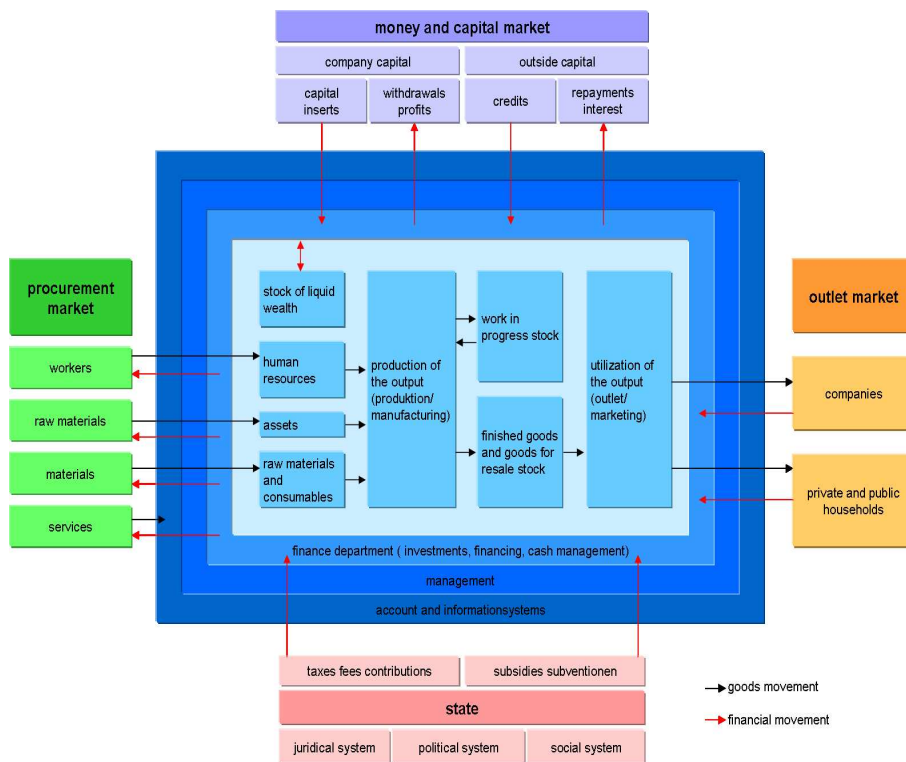 money and capital market
company capital
outside capital
capital
inserts
withdrawals
profits
credits
repayments
interest
procurement
market
workers
raw materials
materials
services
stock of liquid
wealth
human
resources
assets
raw materials
and
consumables
production of
the output
(produktion/
manufacturing)
work in
progress stock
finished goods
and goods for
resale stock
utilization of
the output
(outlet/
marketing)
outlet market
companies
private and public
households
finance department ( investments, financing, cash management)
management
account and informationsystems
taxes fees contributions
subsidies subventionen
state
juridical system
political system
social system
goods movement
financial movement